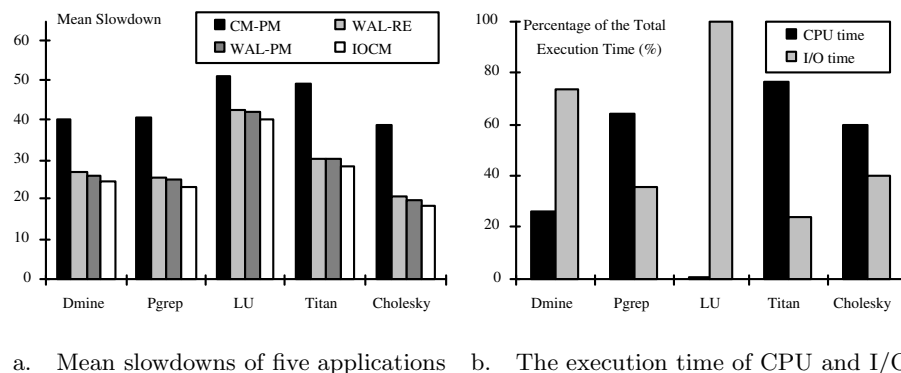 Mean Slowdown
CM-PM
WAL-RE
WAL-PM
IOCM
60
50
40
30
20
10
0
Dmine
Pgrep
LU
Titan
Cholesky
Percentage of the Total
Execution Time (%)
CPU time
I/O time
100
80
60
40
20
0
Dmine
Pgrep
LU
Titan
Cholesky
a. Mean slowdowns of five applications
b. The execution time of CPU and I/O